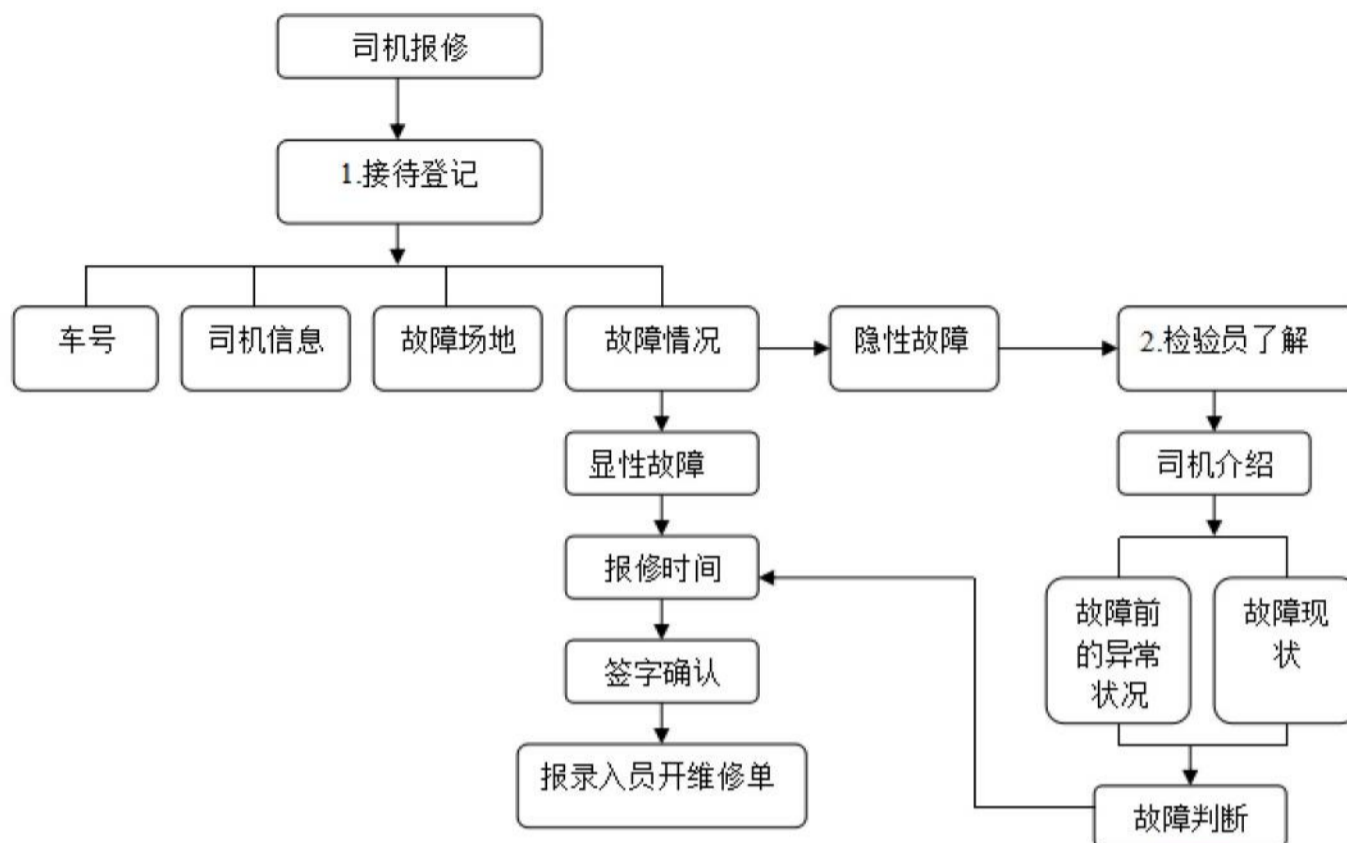 司机报修
1.接待登记
车号
司机信息
故障场地
故障情况
隐性故障
2.检验员了解
显性故障
司机介绍
报修时间
故障前
的异常
状况
故障现
状
签字确认
报录入员开维修单
故障判断